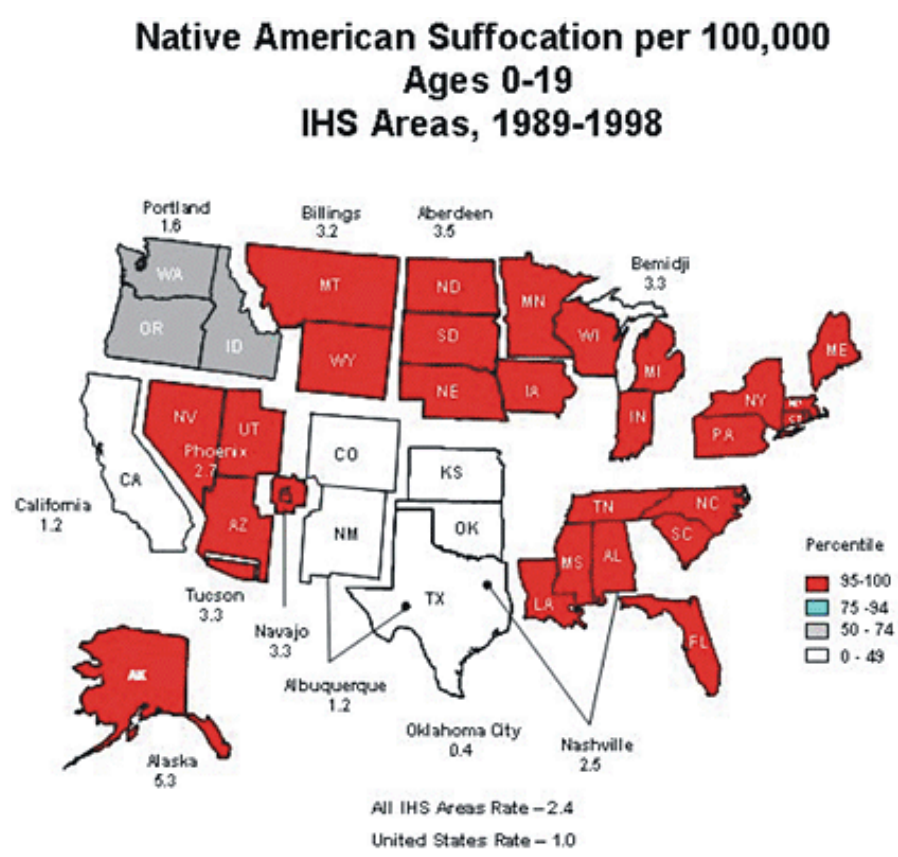 Native American Suffocation per 100,000
Ages 0-19
IHS Areas, 1989-1998
Portland
1.6
Billings
3.2
Aberdeen
3.5
Bemidji
3.3
WA
OR
ID
MT
WY
ND
SD
NE
MN
IA
WI
MI
IN
ME
NY
PA
NV
UT
Phoenix
2.7
AZ
CA
California
1.2
CO
NM
KS
OK
TX
TN
NC
SC
MS
AL
LA
FL
Tucson
3.3
Navajo
3.3
Albuquerque
1.2
Oklahoma City
0.4
Nashville
2.5
AK
Alaska
5.3
Percentile
95-100
75 -94
50 - 74
0 - 49
All IHS Areas Rate – 2.4
United States Rate – 1.0